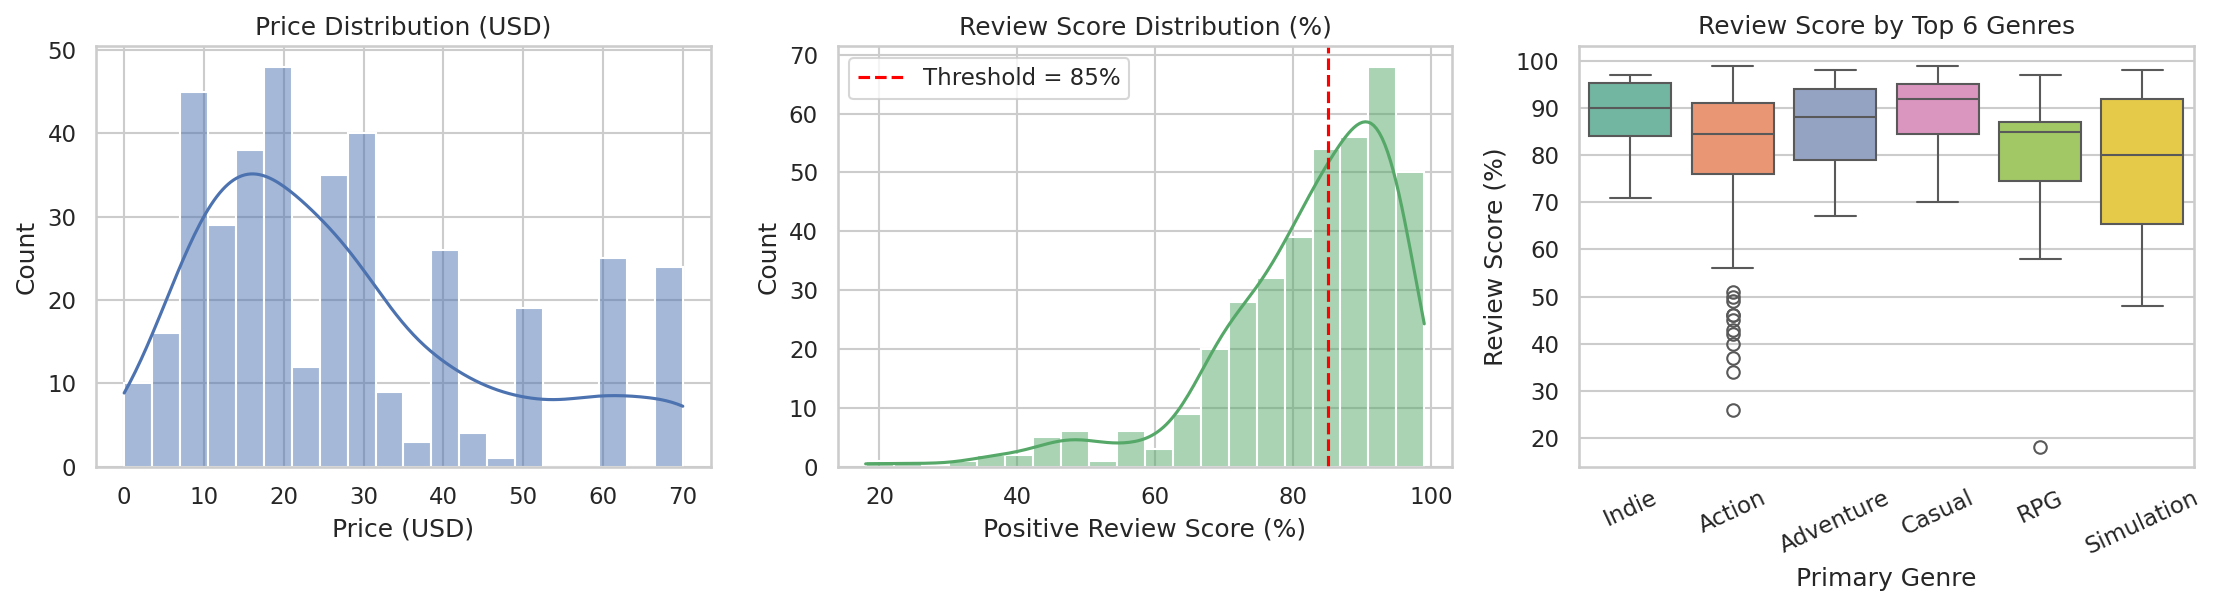 Price Distribution (USD)
50
40
30
20
10
0
Count
0 10 20 30 40 50 60 70
Price (USD)
Review Score Distribution (%)
Threshold = 85%
70
60
50
40
30
20
10
0
Count
20 40 60 80 100
Positive Review Score (%)
Review Score by Top 6 Genres
100
90
80
70
60
50
40
30
20
Review Score (%)
Indie Action Adventure Casual RPG Simulation
Primary Genre